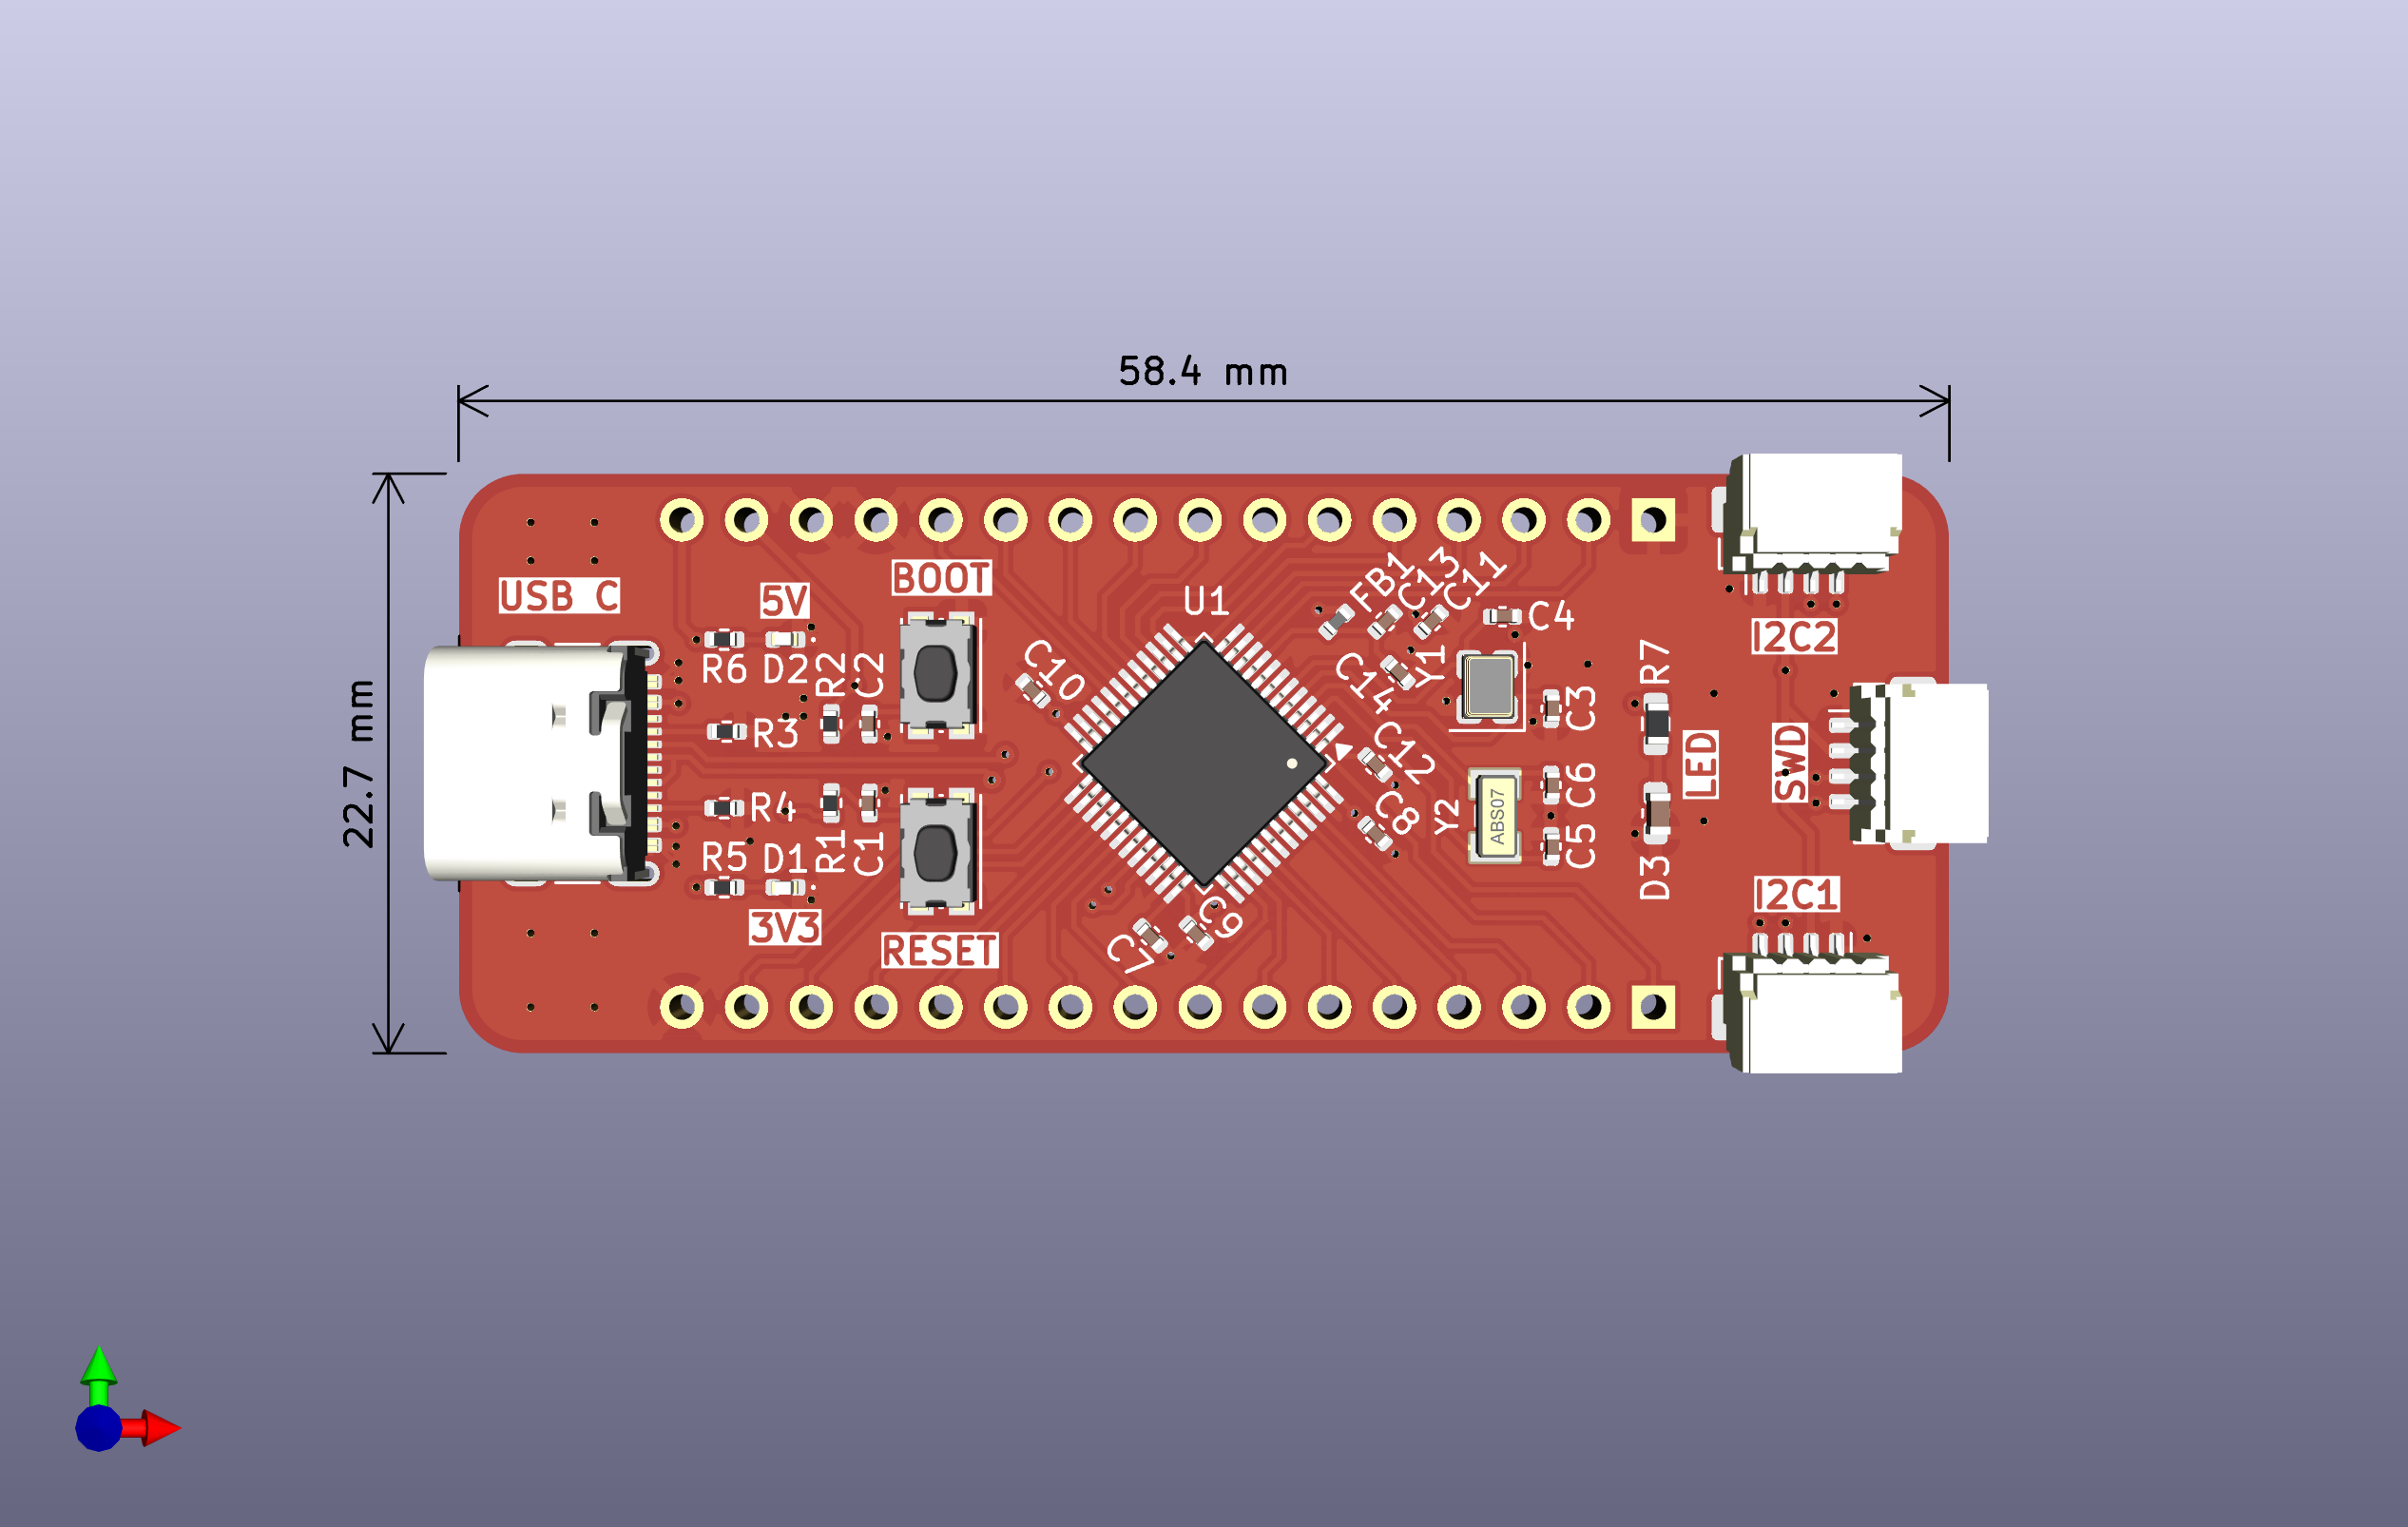 58.4 mm
22.7 mm
USB C
5V
BOOT
U1
FB1
C13
C11
C4
I2C2
R6
D2
R2
C2
C10
C14
Y1
C3
R7
R3
C12
LED
SWD
R4
C8
Y2
ABS07
C6
C5
R5
D1
R1
C1
D3
3V3
RESET
C7
C9
I2C1